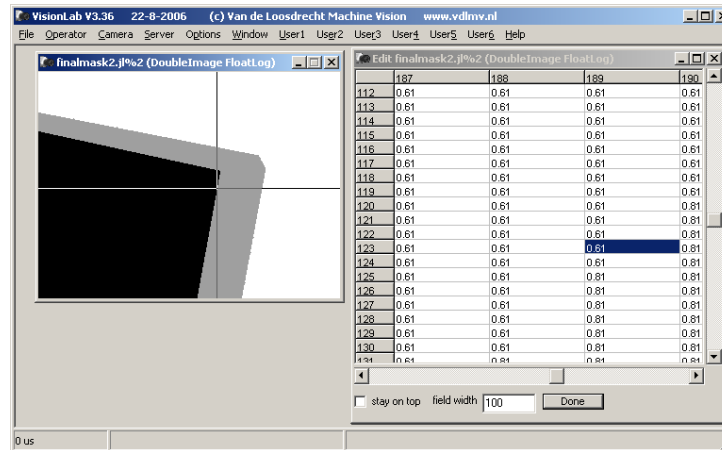 VisionLab V3.36 22-8-2006 (c) Van de Loosdrecht Machine Vision www.vdlmv.nl
File Operator Camera Server Options Window User1 User2 User3 User4 User5 User6 Help
finalmask2.jl%2 (DoubleImage FloatLog)
Edit finalmask2.jl%2 (DoubleImage FloatLog)
187 188 189 190
112 0.61 0.61 0.61 0.61
113 0.61 0.61 0.61 0.61
114 0.61 0.61 0.61 0.61
115 0.61 0.61 0.61 0.61
116 0.61 0.61 0.61 0.61
117 0.61 0.61 0.61 0.61
118 0.61 0.61 0.61 0.61
119 0.61 0.61 0.61 0.61
120 0.61 0.61 0.61 0.81
121 0.61 0.61 0.61 0.81
122 0.61 0.61 0.61 0.81
123 0.61 0.61 0.61 0.81
124 0.61 0.61 0.61 0.81
125 0.61 0.61 0.81 0.81
126 0.61 0.61 0.81 0.81
127 0.61 0.61 0.81 0.81
128 0.61 0.61 0.81 0.81
129 0.61 0.61 0.81 0.81
130 0.61 0.61 0.81 0.81
131 0.61 0.81 0.81 0.81
stay on top field width 100 Done
0 us